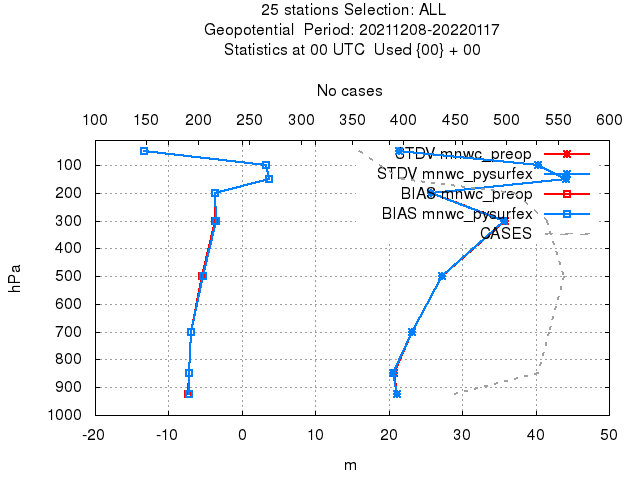 25 stations Selection: ALL
Geopotential  Period: 20211208-20220117
Statistics at 00 UTC  Used {00} + 00
No cases
100 150 200 250 300 350 400 450 500 550 600
STDV mnwc_preop
STDV mnwc_pysurfex
BIAS mnwc_preop
BIAS mnwc_pysurfex
CASES
hPa
100
200
300
400
500
600
700
800
900
1000
-20 -10 0 10 20 30 40 50
m